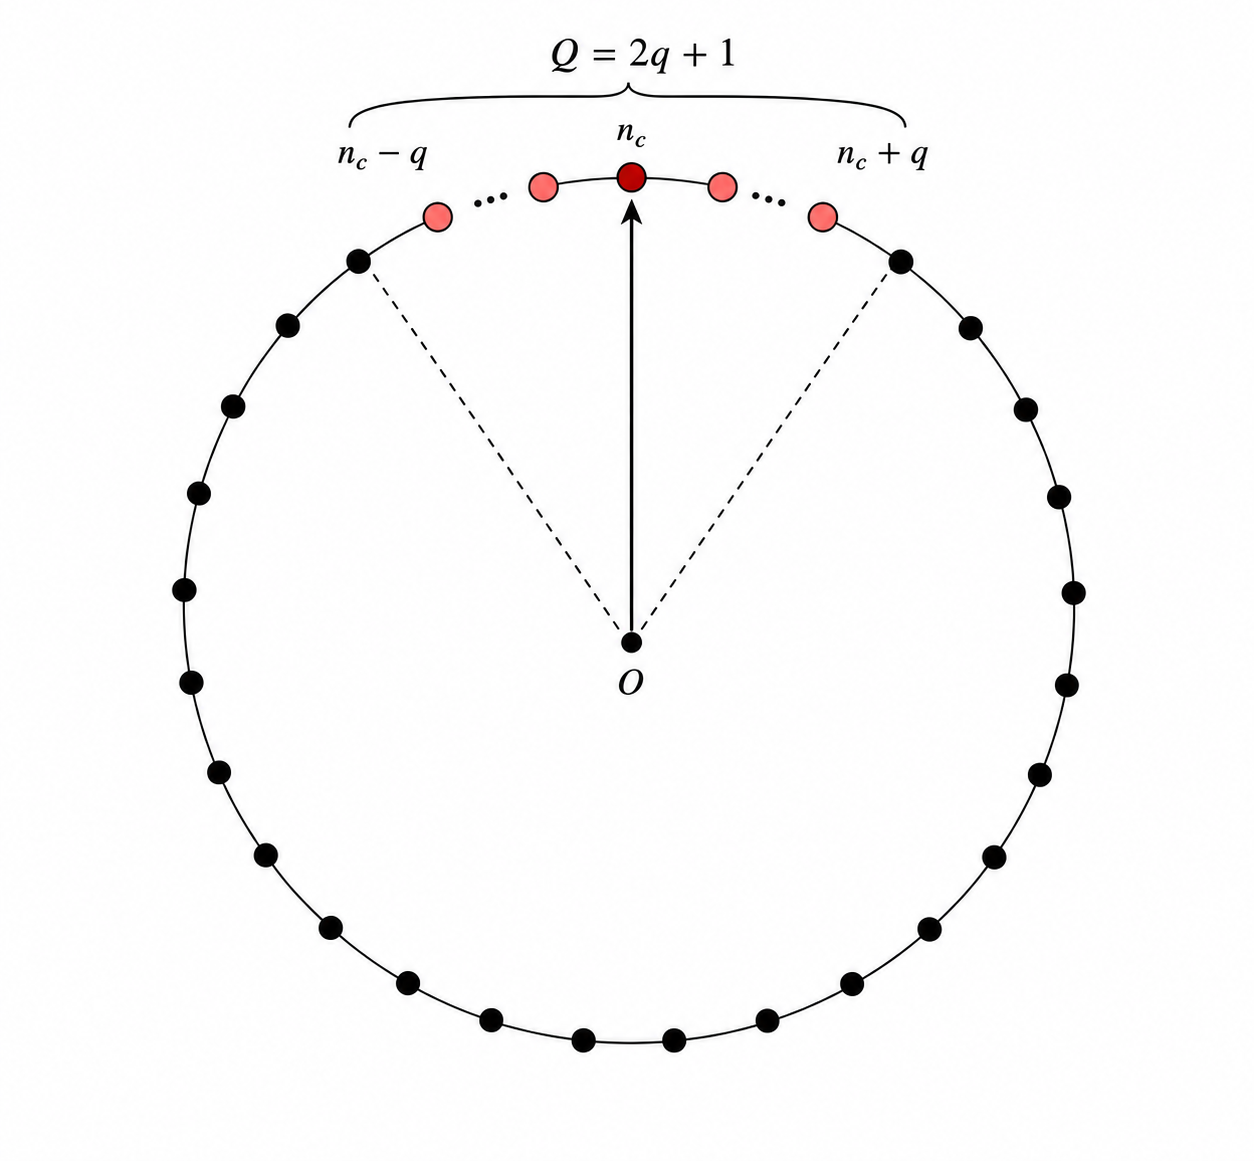 Q = 2q + 1
n_c
n_c − q
n_c + q
O